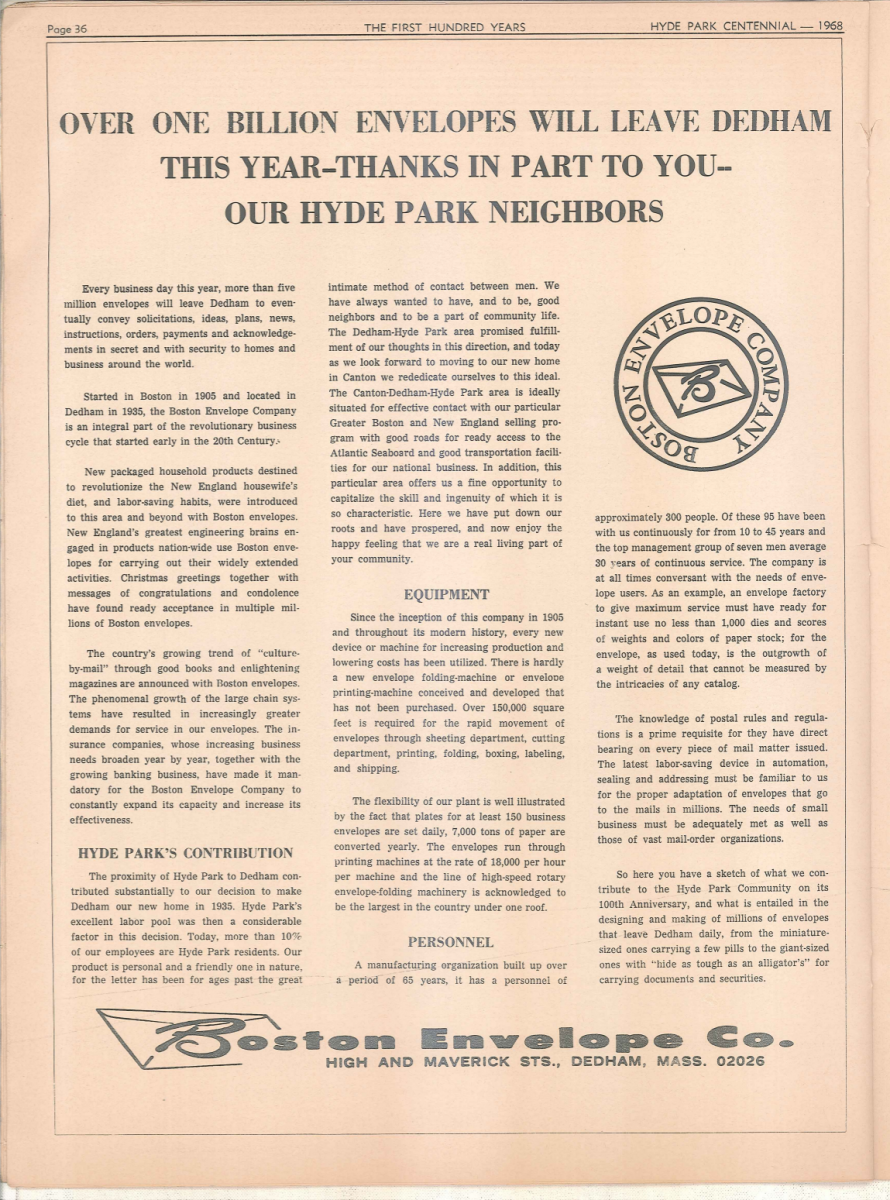 Page 36
THE FIRST HUNDRED YEARS
HYDE PARK CENTENNIAL — 1968
OVER ONE BILLION ENVELOPES WILL LEAVE DEDHAM
THIS YEAR–THANKS IN PART TO YOU--
OUR HYDE PARK NEIGHBORS
Every business day this year, more than five
million envelopes will leave Dedham to even-
tually convey solicitations, ideas, plans, news,
instructions, orders, payments and acknowledge-
ments in secret and with security to homes and
business around the world.
Started in Boston in 1905 and located in
Dedham in 1935, the Boston Envelope Company
is an integral part of the revolutionary business
cycle that started early in the 20th Century.
New packaged household products destined
to revolutionize the New England housewife's
diet, and labor-saving habits, were introduced
to this area and beyond with Boston envelopes.
New England's greatest engineering brains en-
gaged in products nation-wide use Boston enve-
lopes for carrying out their widely extended
activities. Christmas greetings together with
messages of congratulations and condolence
have found ready acceptance in multiple mil-
lions of Boston envelopes.
The country's growing trend of "culture-
by-mail" through good books and enlightening
magazines are announced with Boston envelopes.
The phenomenal growth of the large chain sys-
tems have resulted in increasingly greater
demands for service in our envelopes. The in-
surance companies, whose increasing business
needs broaden year by year, together with the
growing banking business, have made it man-
datory for the Boston Envelope Company to
constantly expand its capacity and increase its
effectiveness.
HYDE PARK'S CONTRIBUTION
The proximity of Hyde Park to Dedham con-
tributed substantially to our decision to make
Dedham our new home in 1935. Hyde Park's
excellent labor pool was then a considerable
factor in this decision. Today, more than 10%
of our employees are Hyde Park residents. Our
product is personal and a friendly one in nature,
for the letter has been for ages past the great
intimate method of contact between men. We
have always wanted to have, and to be, good
neighbors and to be a part of community life.
The Dedham-Hyde Park area promised fulfill-
ment of our thoughts in this direction, and today
as we look forward to moving to our new home
in Canton we rededicate ourselves to this ideal.
The Canton-Dedham-Hyde Park area is ideally
situated for effective contact with our particular
Greater Boston and New England selling pro-
gram with good roads for ready access to the
Atlantic Seaboard and good transportation facili-
ties for our national business. In addition, this
particular area offers us a fine opportunity to
capitalize the skill and ingenuity of which it is
so characteristic. Here we have put down our
roots and have prospered, and now enjoy the
happy feeling that we are a real living part of
your community.
EQUIPMENT
Since the inception of this company in 1905
and throughout its modern history, every new
device or machine for increasing production and
lowering costs has been utilized. There is hardly
a new envelope folding-machine or envelope
printing-machine conceived and developed that
has not been purchased. Over 150,000 square
feet is required for the rapid movement of
envelopes through sheeting department, cutting
department, printing, folding, boxing, labeling,
and shipping.
The flexibility of our plant is well illustrated
by the fact that plates for at least 150 business
envelopes are set daily, 7,000 tons of paper are
converted yearly. The envelopes run through
printing machines at the rate of 18,000 per hour
per machine and the line of high-speed rotary
envelope-folding machinery is acknowledged to
be the largest in the country under one roof.
PERSONNEL
A manufacturing organization built up over
a period of 65 years, it has a personnel of
BOSTON ENVELOPE COMPANY
B
approximately 300 people. Of these 95 have been
with us continuously for from 10 to 45 years and
the top management group of seven men average
30 years of continuous service. The company is
at all times conversant with the needs of enve-
lope users. As an example, an envelope factory
to give maximum service must have ready for
instant use no less than 1,000 dies and scores
of weights and colors of paper stock; for the
envelope, as used today, is the outgrowth of
a weight of detail that cannot be measured by
the intricacies of any catalog.
The knowledge of postal rules and regula-
tions is a prime requisite for they have direct
bearing on every piece of mail matter issued.
The latest labor-saving device in automation,
sealing and addressing must be familiar to us
for the proper adaptation of envelopes that go
to the mails in millions. The needs of small
business must be adequately met as well as
those of vast mail-order organizations.
So here you have a sketch of what we con-
tribute to the Hyde Park Community on its
100th Anniversary, and what is entailed in the
designing and making of millions of envelopes
that leave Dedham daily, from the miniature-
sized ones carrying a few pills to the giant-sized
ones with "hide as tough as an alligator's" for
carrying documents and securities.
Boston Envelope Co.
HIGH AND MAVERICK STS., DEDHAM, MASS. 02026